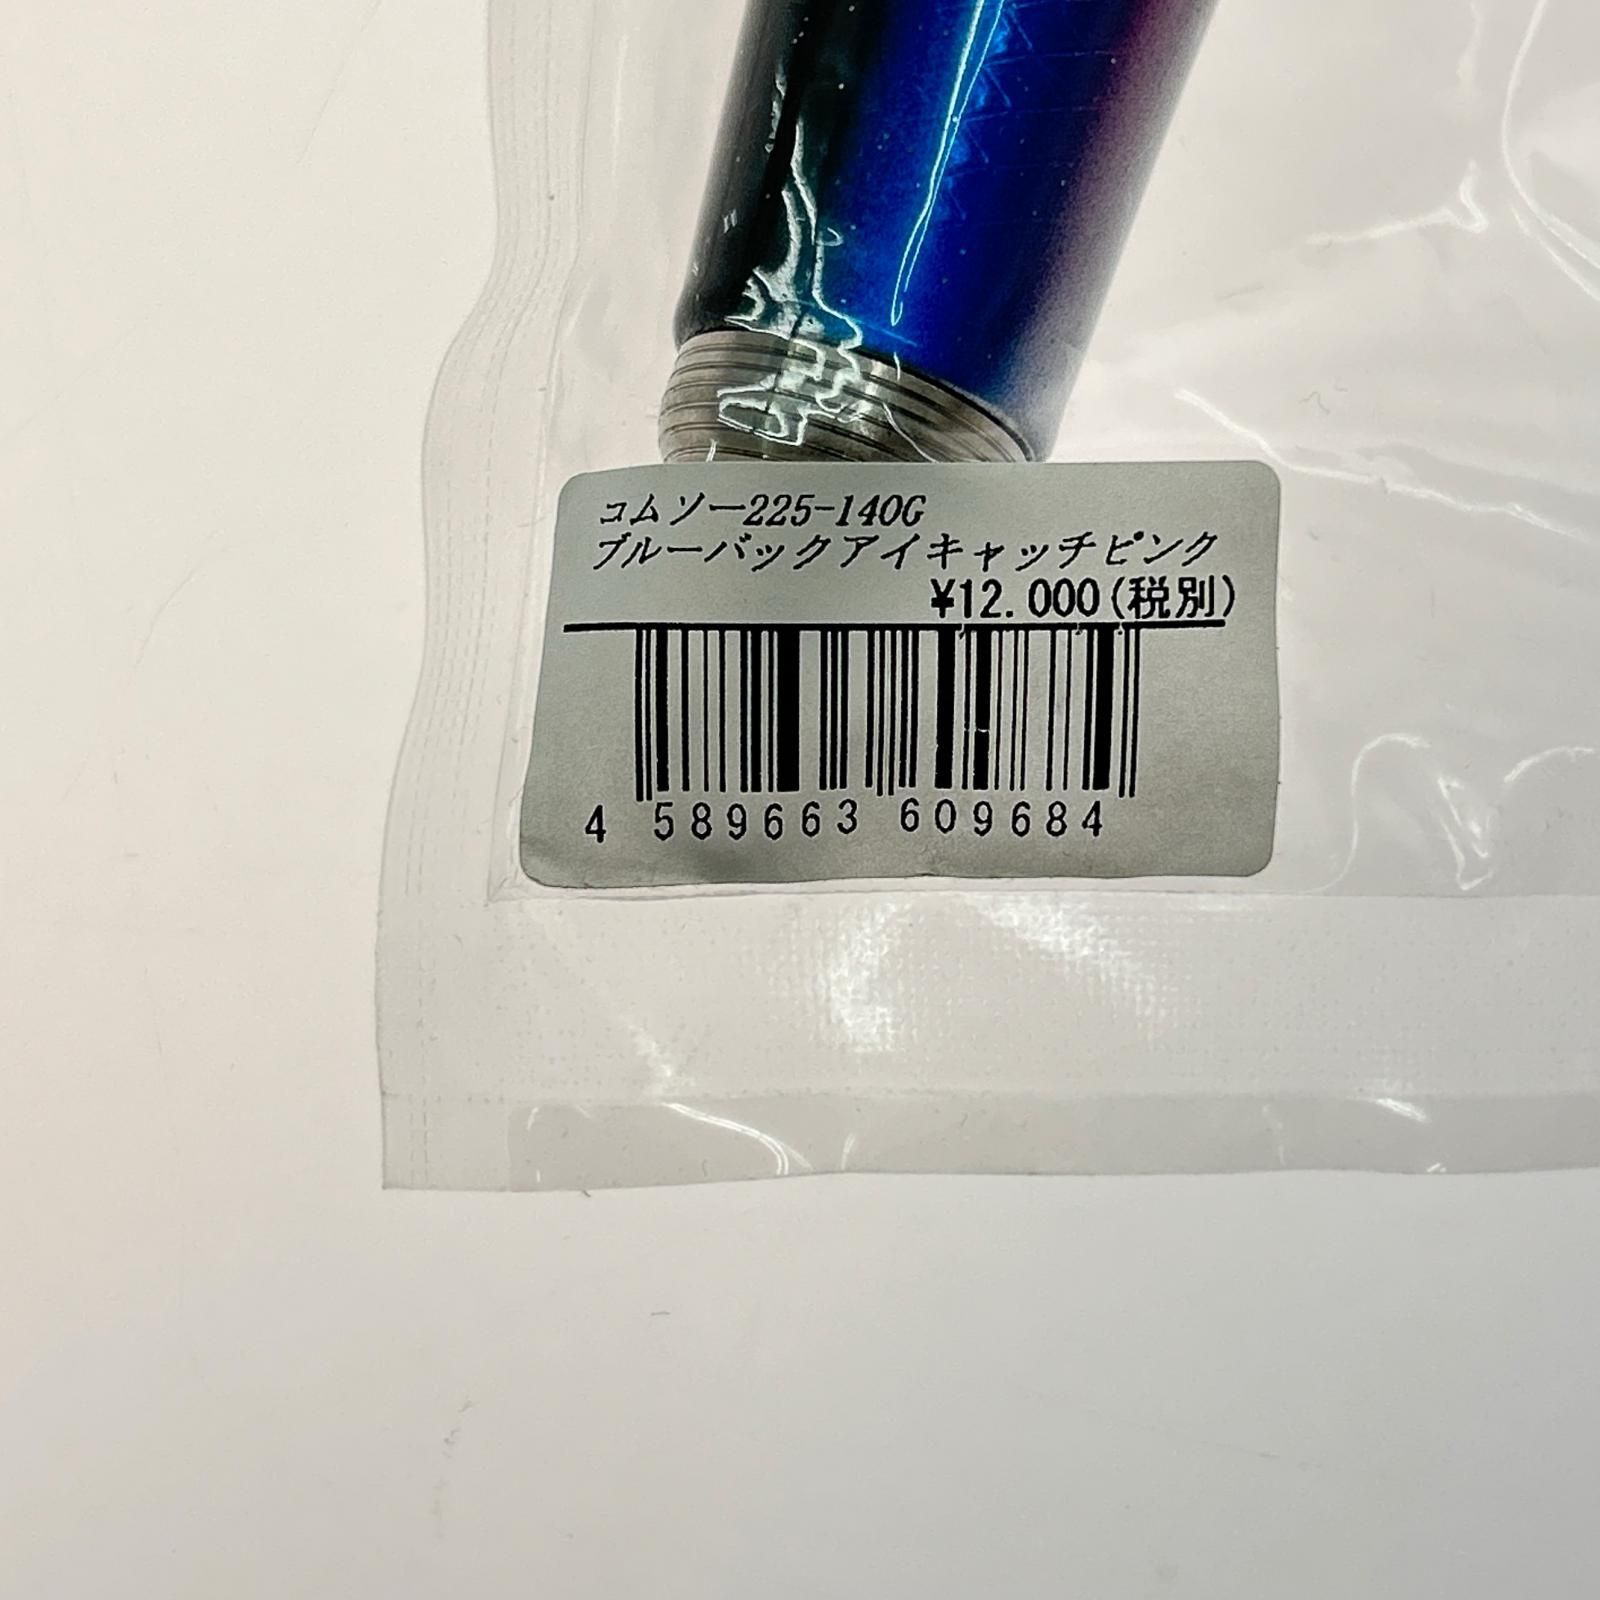 コムソー225-140G
ブルーバックアイキャッチピンク
¥12.000(税別)
4 589663 609684